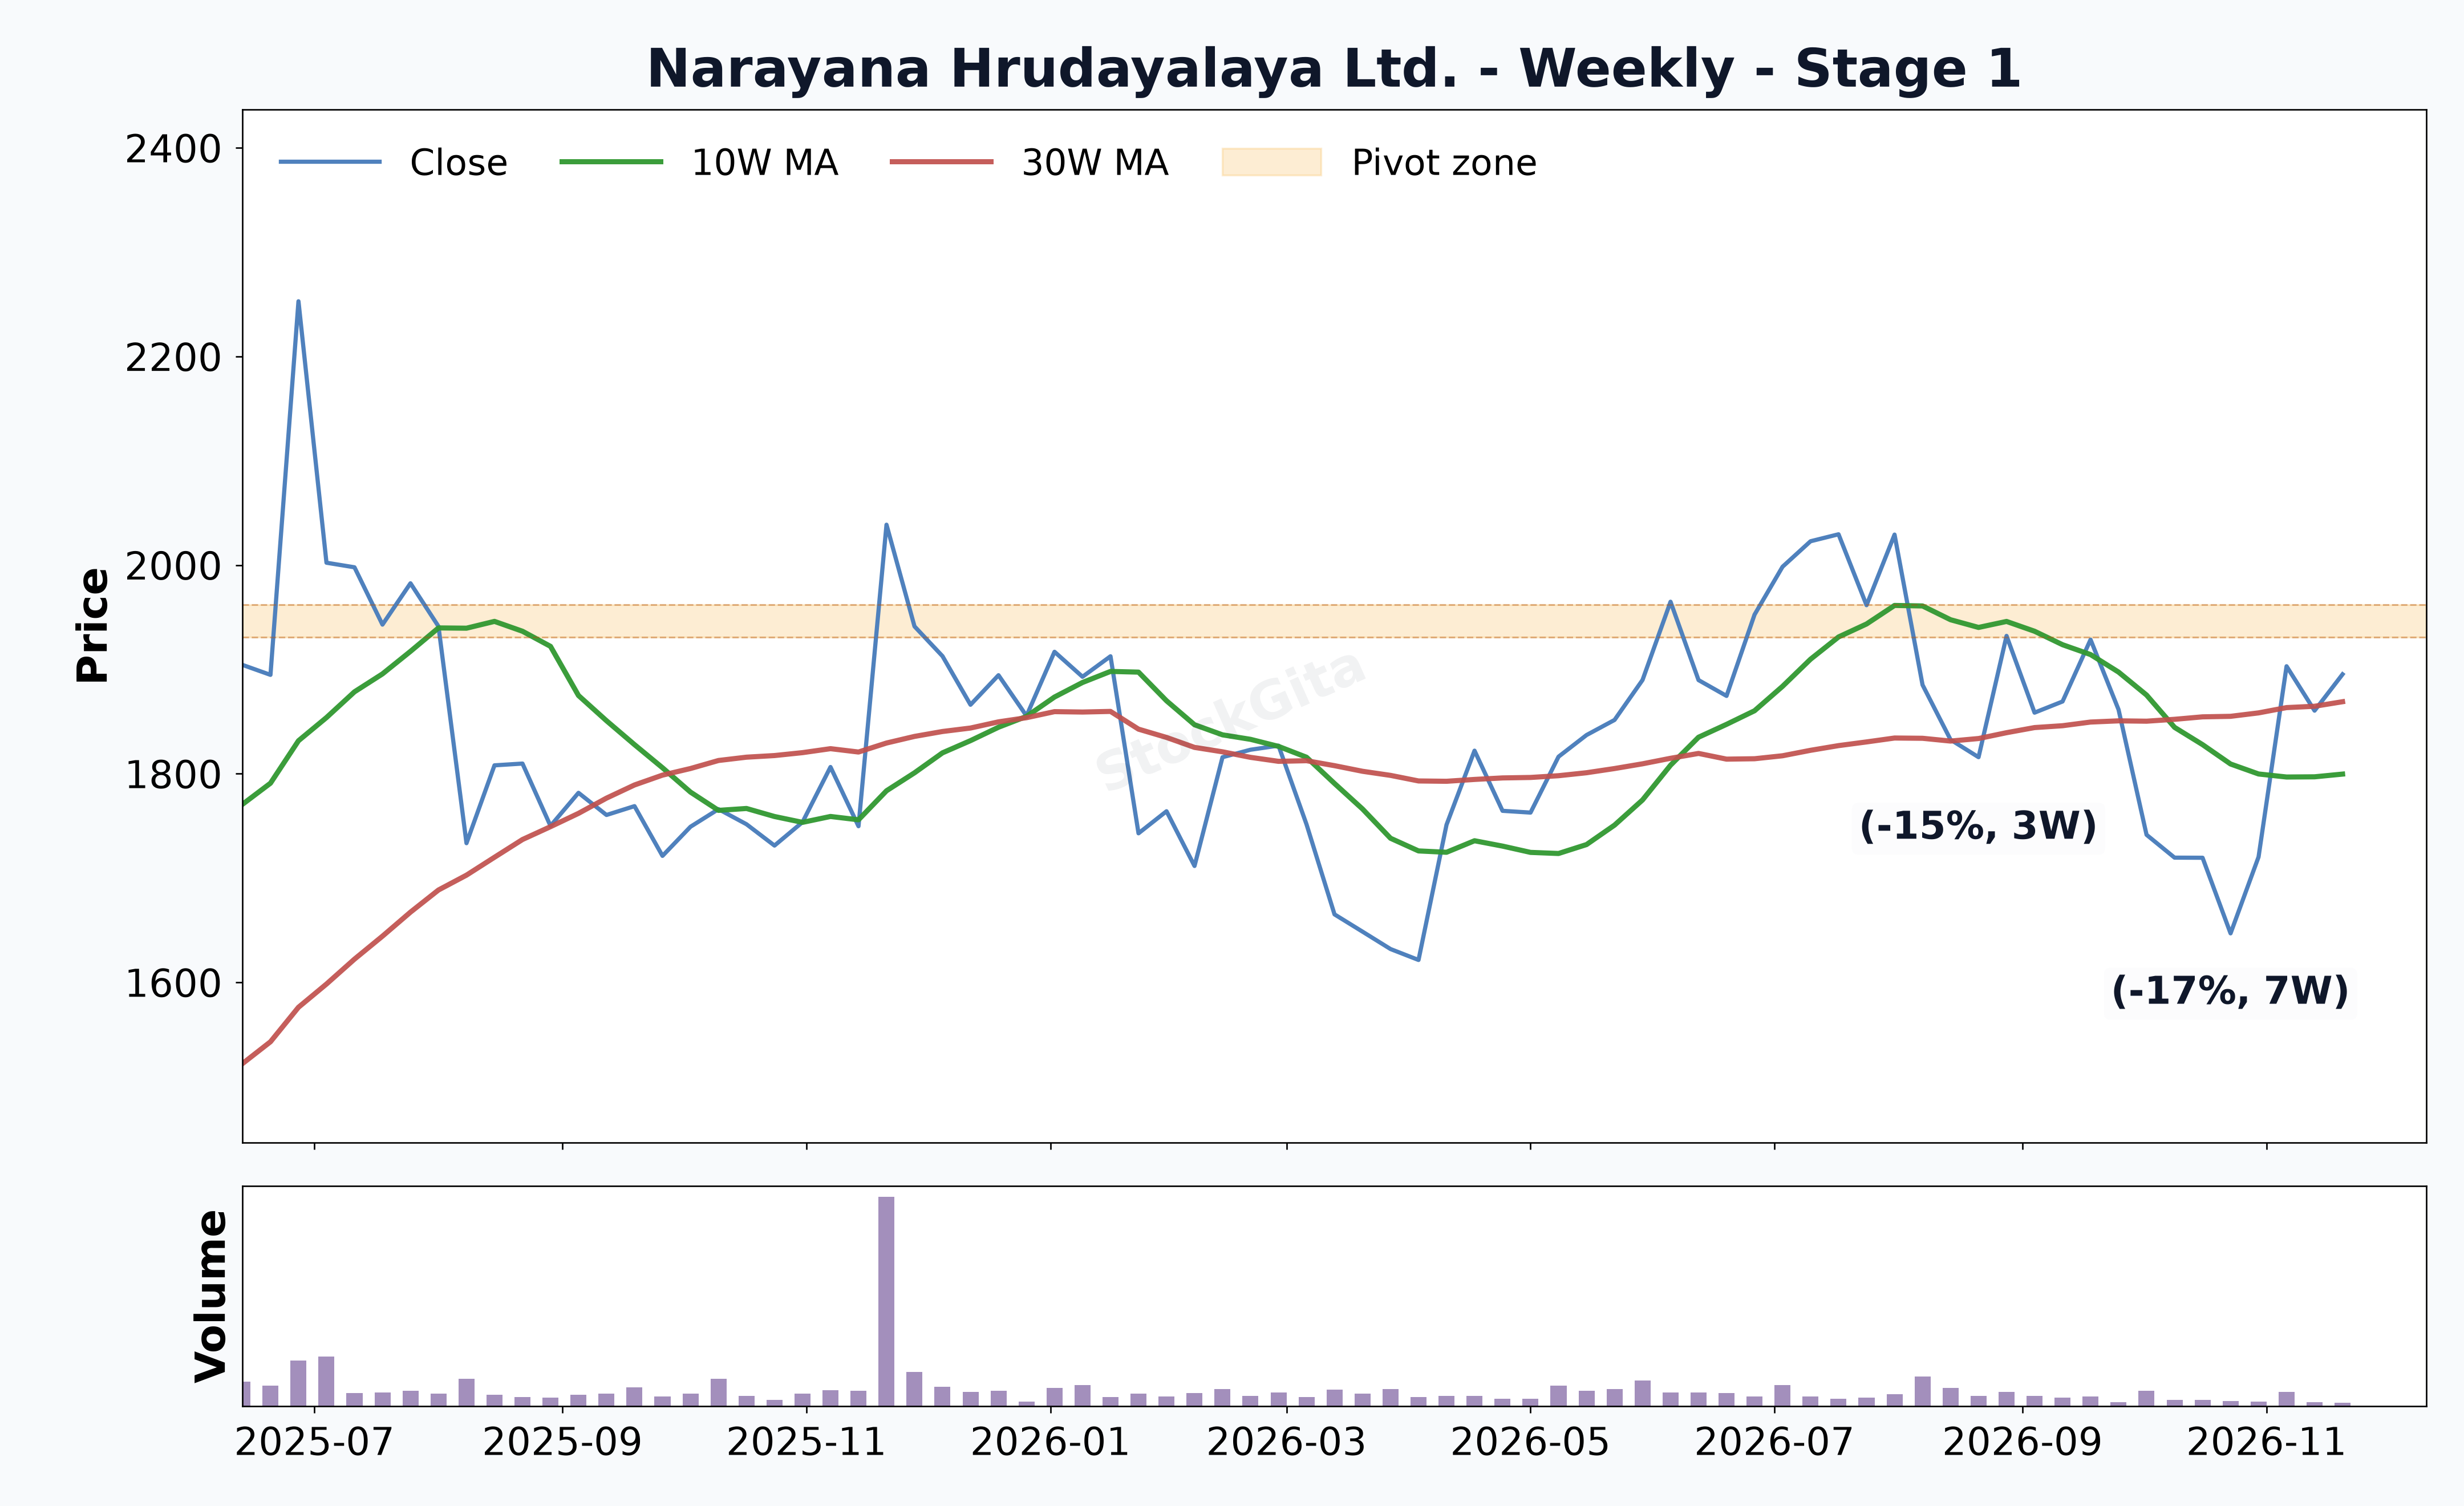 Narayana Hrudayalaya Ltd. - Weekly - Stage 1
Close 10W MA 30W MA Pivot zone
2400
2200
2000
1800
1600
Price
StockGita
(-15%, 3W)
(-17%, 7W)
Volume
2025-07 2025-09 2025-11 2026-01 2026-03 2026-05 2026-07 2026-09 2026-11